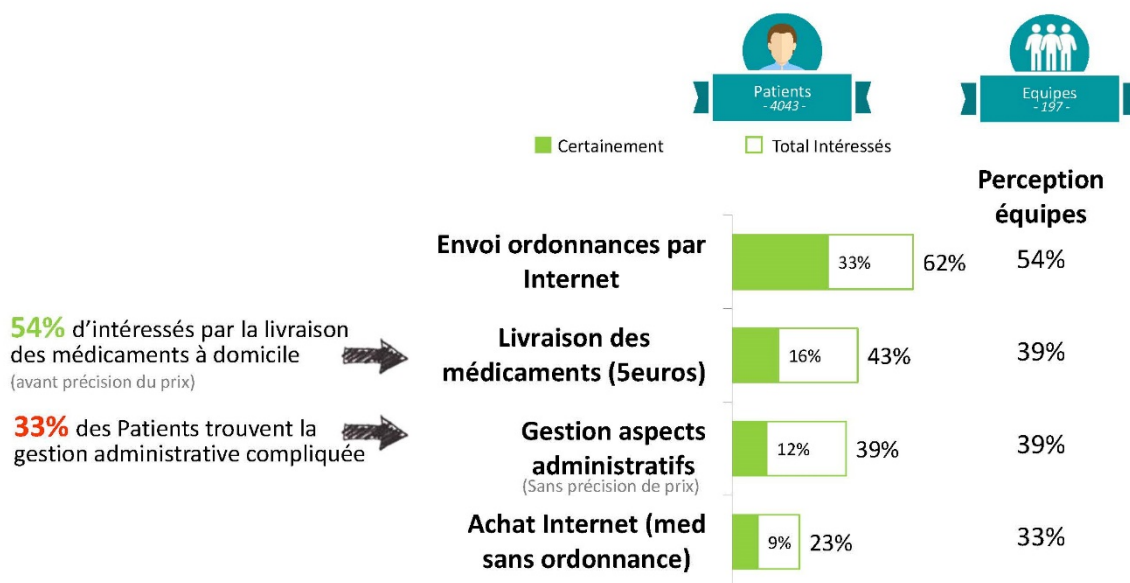 Patients
- 4043 -
Equipes
- 197 -
Certainement
Total Intéressés
Perception
équipes
Envoi ordonnances par
Internet
33%
62%
54%
54% d'intéressés par la livraison
des médicaments à domicile
(avant précision du prix)
Livraison des
médicaments (5euros)
16%
43%
39%
33% des Patients trouvent la
gestion administrative compliquée
Gestion aspects
administratifs
(Sans précision de prix)
12%
39%
39%
Achat Internet (med
sans ordonnance)
9%
23%
33%